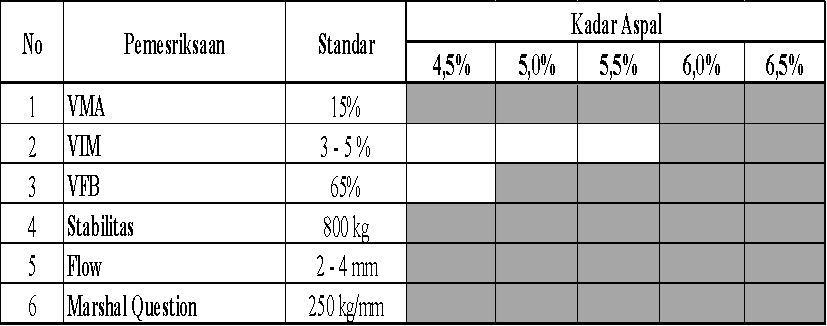 No Pemesriksaan Standar Kadar Aspal
4,5% 5,0% 5,5% 6,0% 6,5%
1 VMA 15%
2 VIM 3 - 5 %
3 VFB 65%
4 Stabilitas 800 kg
5 Flow 2 - 4 mm
6 Marshal Question 250 kg/mm